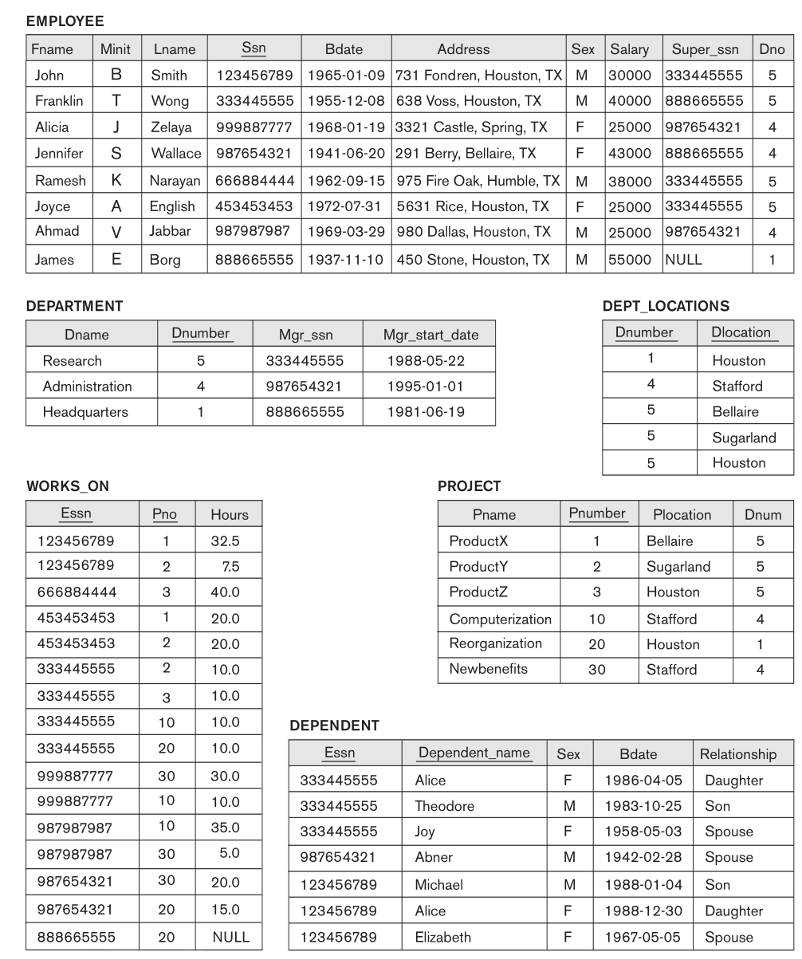 EMPLOYEE
Fname Minit Lname Ssn Bdate Address Sex Salary Super_ssn Dno
John B Smith 123456789 1965-01-09 731 Fondren, Houston, TX M 30000 333445555 5
Franklin T Wong 333445555 1955-12-08 638 Voss, Houston, TX M 40000 888665555 5
Alicia J Zelaya 999887777 1968-01-19 3321 Castle, Spring, TX F 25000 987654321 4
Jennifer S Wallace 987654321 1941-06-20 291 Berry, Bellaire, TX F 43000 888665555 4
Ramesh K Narayan 666884444 1962-09-15 975 Fire Oak, Humble, TX M 38000 333445555 5
Joyce A English 453453453 1972-07-31 5631 Rice, Houston, TX F 25000 333445555 5
Ahmad V Jabbar 987987987 1969-03-29 980 Dallas, Houston, TX M 25000 987654321 4
James E Borg 888665555 1937-11-10 450 Stone, Houston, TX M 55000 NULL 1
DEPARTMENT
Dname Dnumber Mgr_ssn Mgr_start_date
Research 5 333445555 1988-05-22
Administration 4 987654321 1995-01-01
Headquarters 1 888665555 1981-06-19
DEPT_LOCATIONS
Dnumber Dlocation
1 Houston
4 Stafford
5 Bellaire
5 Sugarland
5 Houston
WORKS_ON
Essn Pno Hours
123456789 1 32.5
123456789 2 7.5
666884444 3 40.0
453453453 1 20.0
453453453 2 20.0
333445555 2 10.0
333445555 3 10.0
333445555 10 10.0
333445555 20 10.0
999887777 30 30.0
999887777 10 10.0
987987987 10 35.0
987987987 30 5.0
987654321 30 20.0
987654321 20 15.0
888665555 20 NULL
PROJECT
Pname Pnumber Plocation Dnum
ProductX 1 Bellaire 5
ProductY 2 Sugarland 5
ProductZ 3 Houston 5
Computerization 10 Stafford 4
Reorganization 20 Houston 1
Newbenefits 30 Stafford 4
DEPENDENT
Essn Dependent_name Sex Bdate Relationship
333445555 Alice F 1986-04-05 Daughter
333445555 Theodore M 1983-10-25 Son
333445555 Joy F 1958-05-03 Spouse
987654321 Abner M 1942-02-28 Spouse
123456789 Michael M 1988-01-04 Son
123456789 Alice F 1988-12-30 Daughter
123456789 Elizabeth F 1967-05-05 Spouse